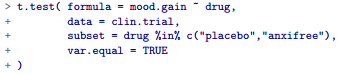 > t.test( formula = mood.gain ~ drug,
+ data = clin.trial,
+ subset = drug %in% c("placebo","anxifree"),
+ var.equal = TRUE
+ )